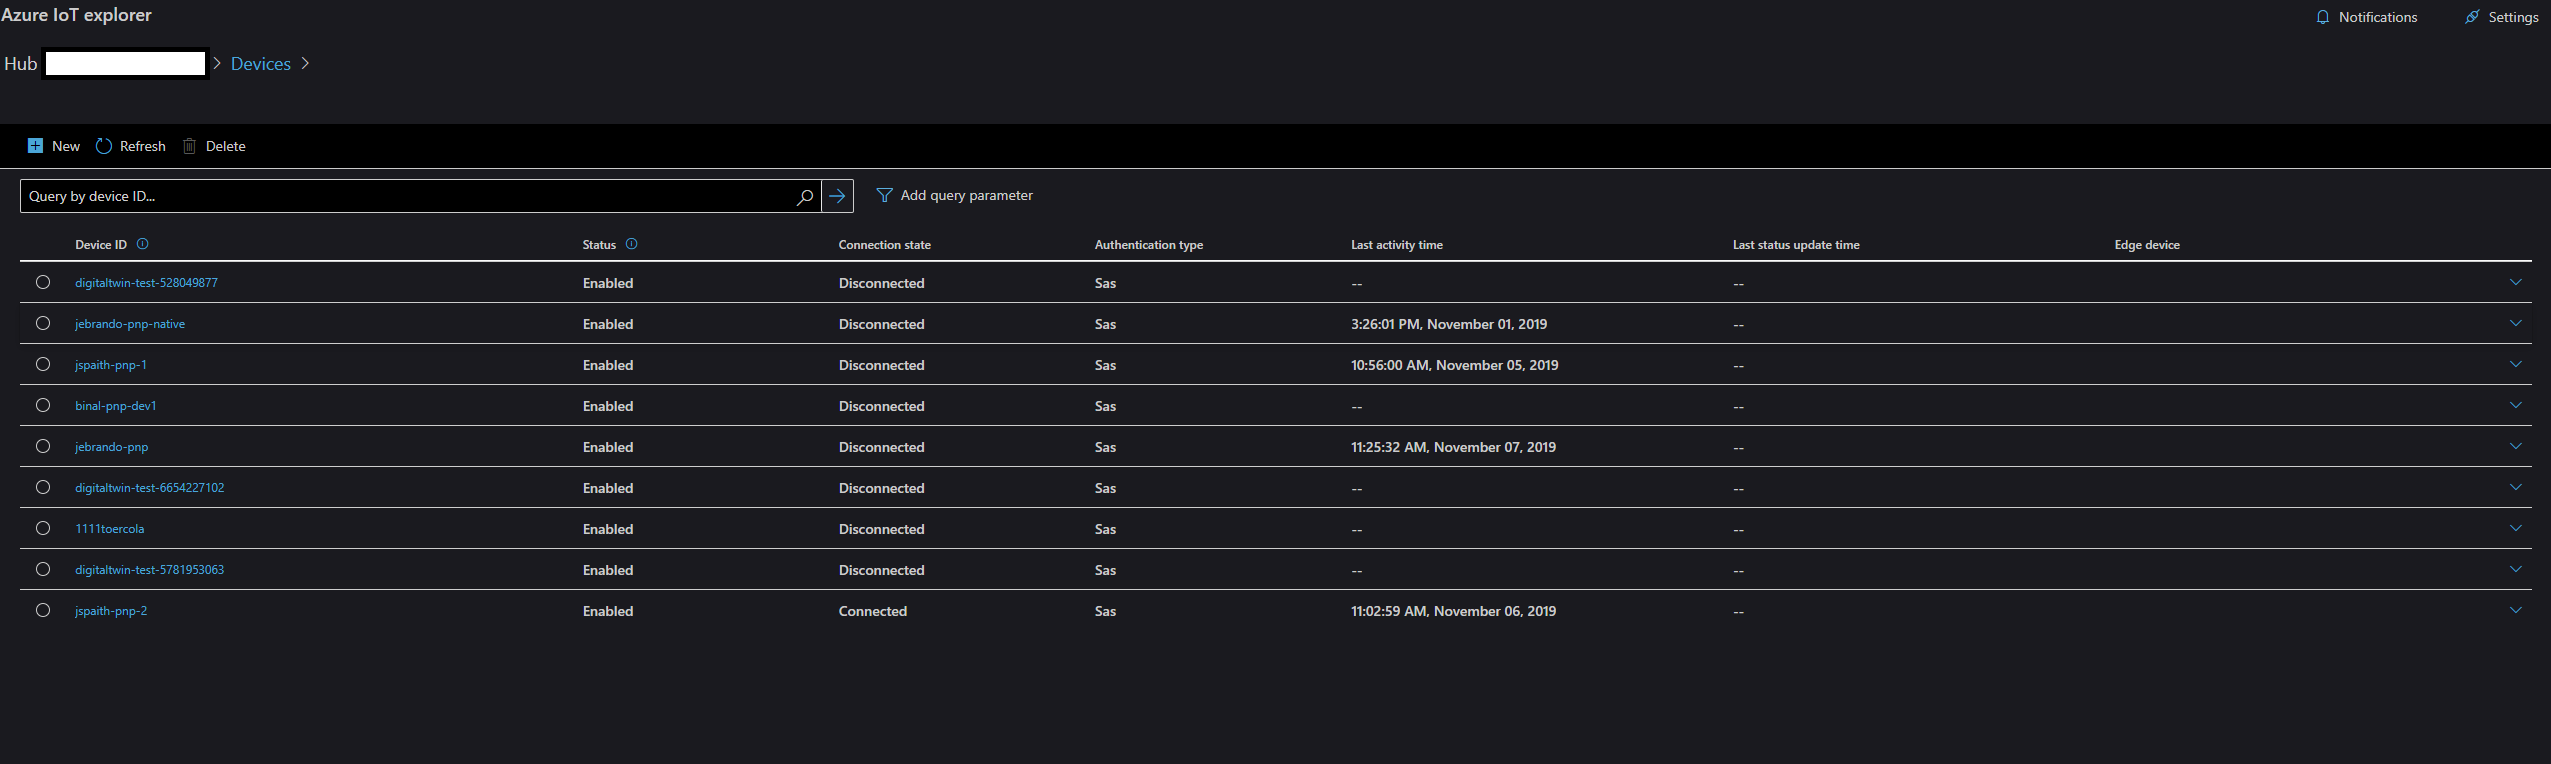 Azure IoT explorer Notifications Settings
Hub > Devices >
New Refresh Delete
Query by device ID... Add query parameter
Device ID Status Connection state Authentication type Last activity time Last status update time Edge device
digitaltwin-test-528049877 Enabled Disconnected Sas -- --
jebrando-pnp-native Enabled Disconnected Sas 3:26:01 PM, November 01, 2019 --
jspaith-pnp-1 Enabled Disconnected Sas 10:56:00 AM, November 05, 2019 --
binal-pnp-dev1 Enabled Disconnected Sas -- --
jebrando-pnp Enabled Disconnected Sas 11:25:32 AM, November 07, 2019 --
digitaltwin-test-6654227102 Enabled Disconnected Sas -- --
1111toercola Enabled Disconnected Sas -- --
digitaltwin-test-5781953063 Enabled Disconnected Sas -- --
jspaith-pnp-2 Enabled Connected Sas 11:02:59 AM, November 06, 2019 --